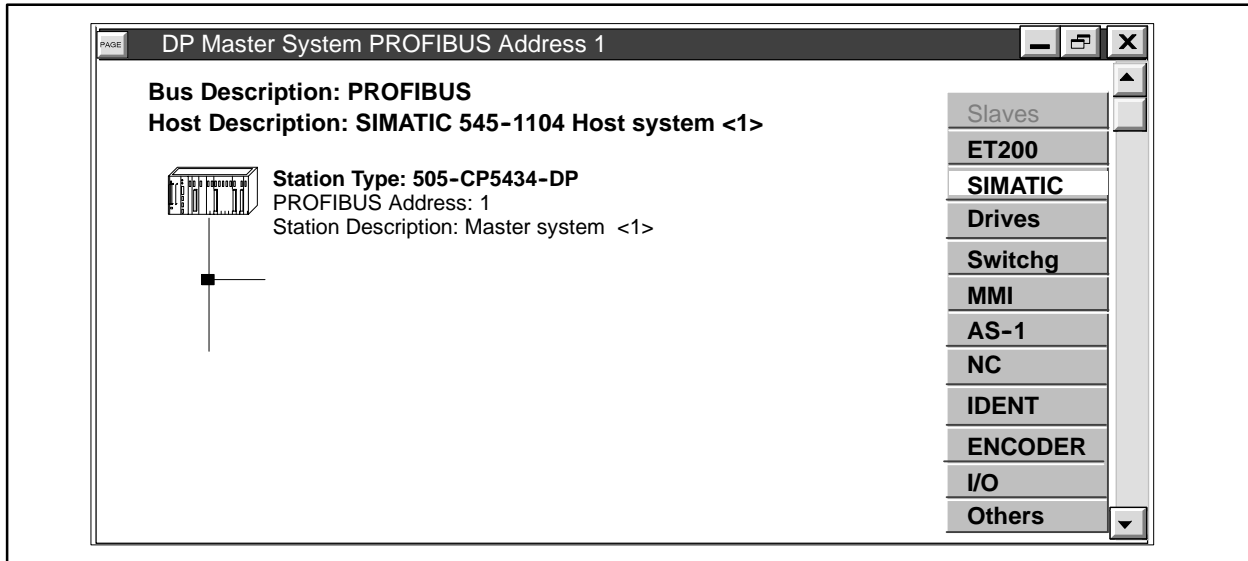 PAGE
DP Master System PROFIBUS Address 1
Bus Description: PROFIBUS
Host Description: SIMATIC 545-1104 Host system <1>
Station Type: 505-CP5434-DP
PROFIBUS Address: 1
Station Description: Master system <1>
Slaves
ET200
SIMATIC
Drives
Switchg
MMI
AS-1
NC
IDENT
ENCODER
I/O
Others